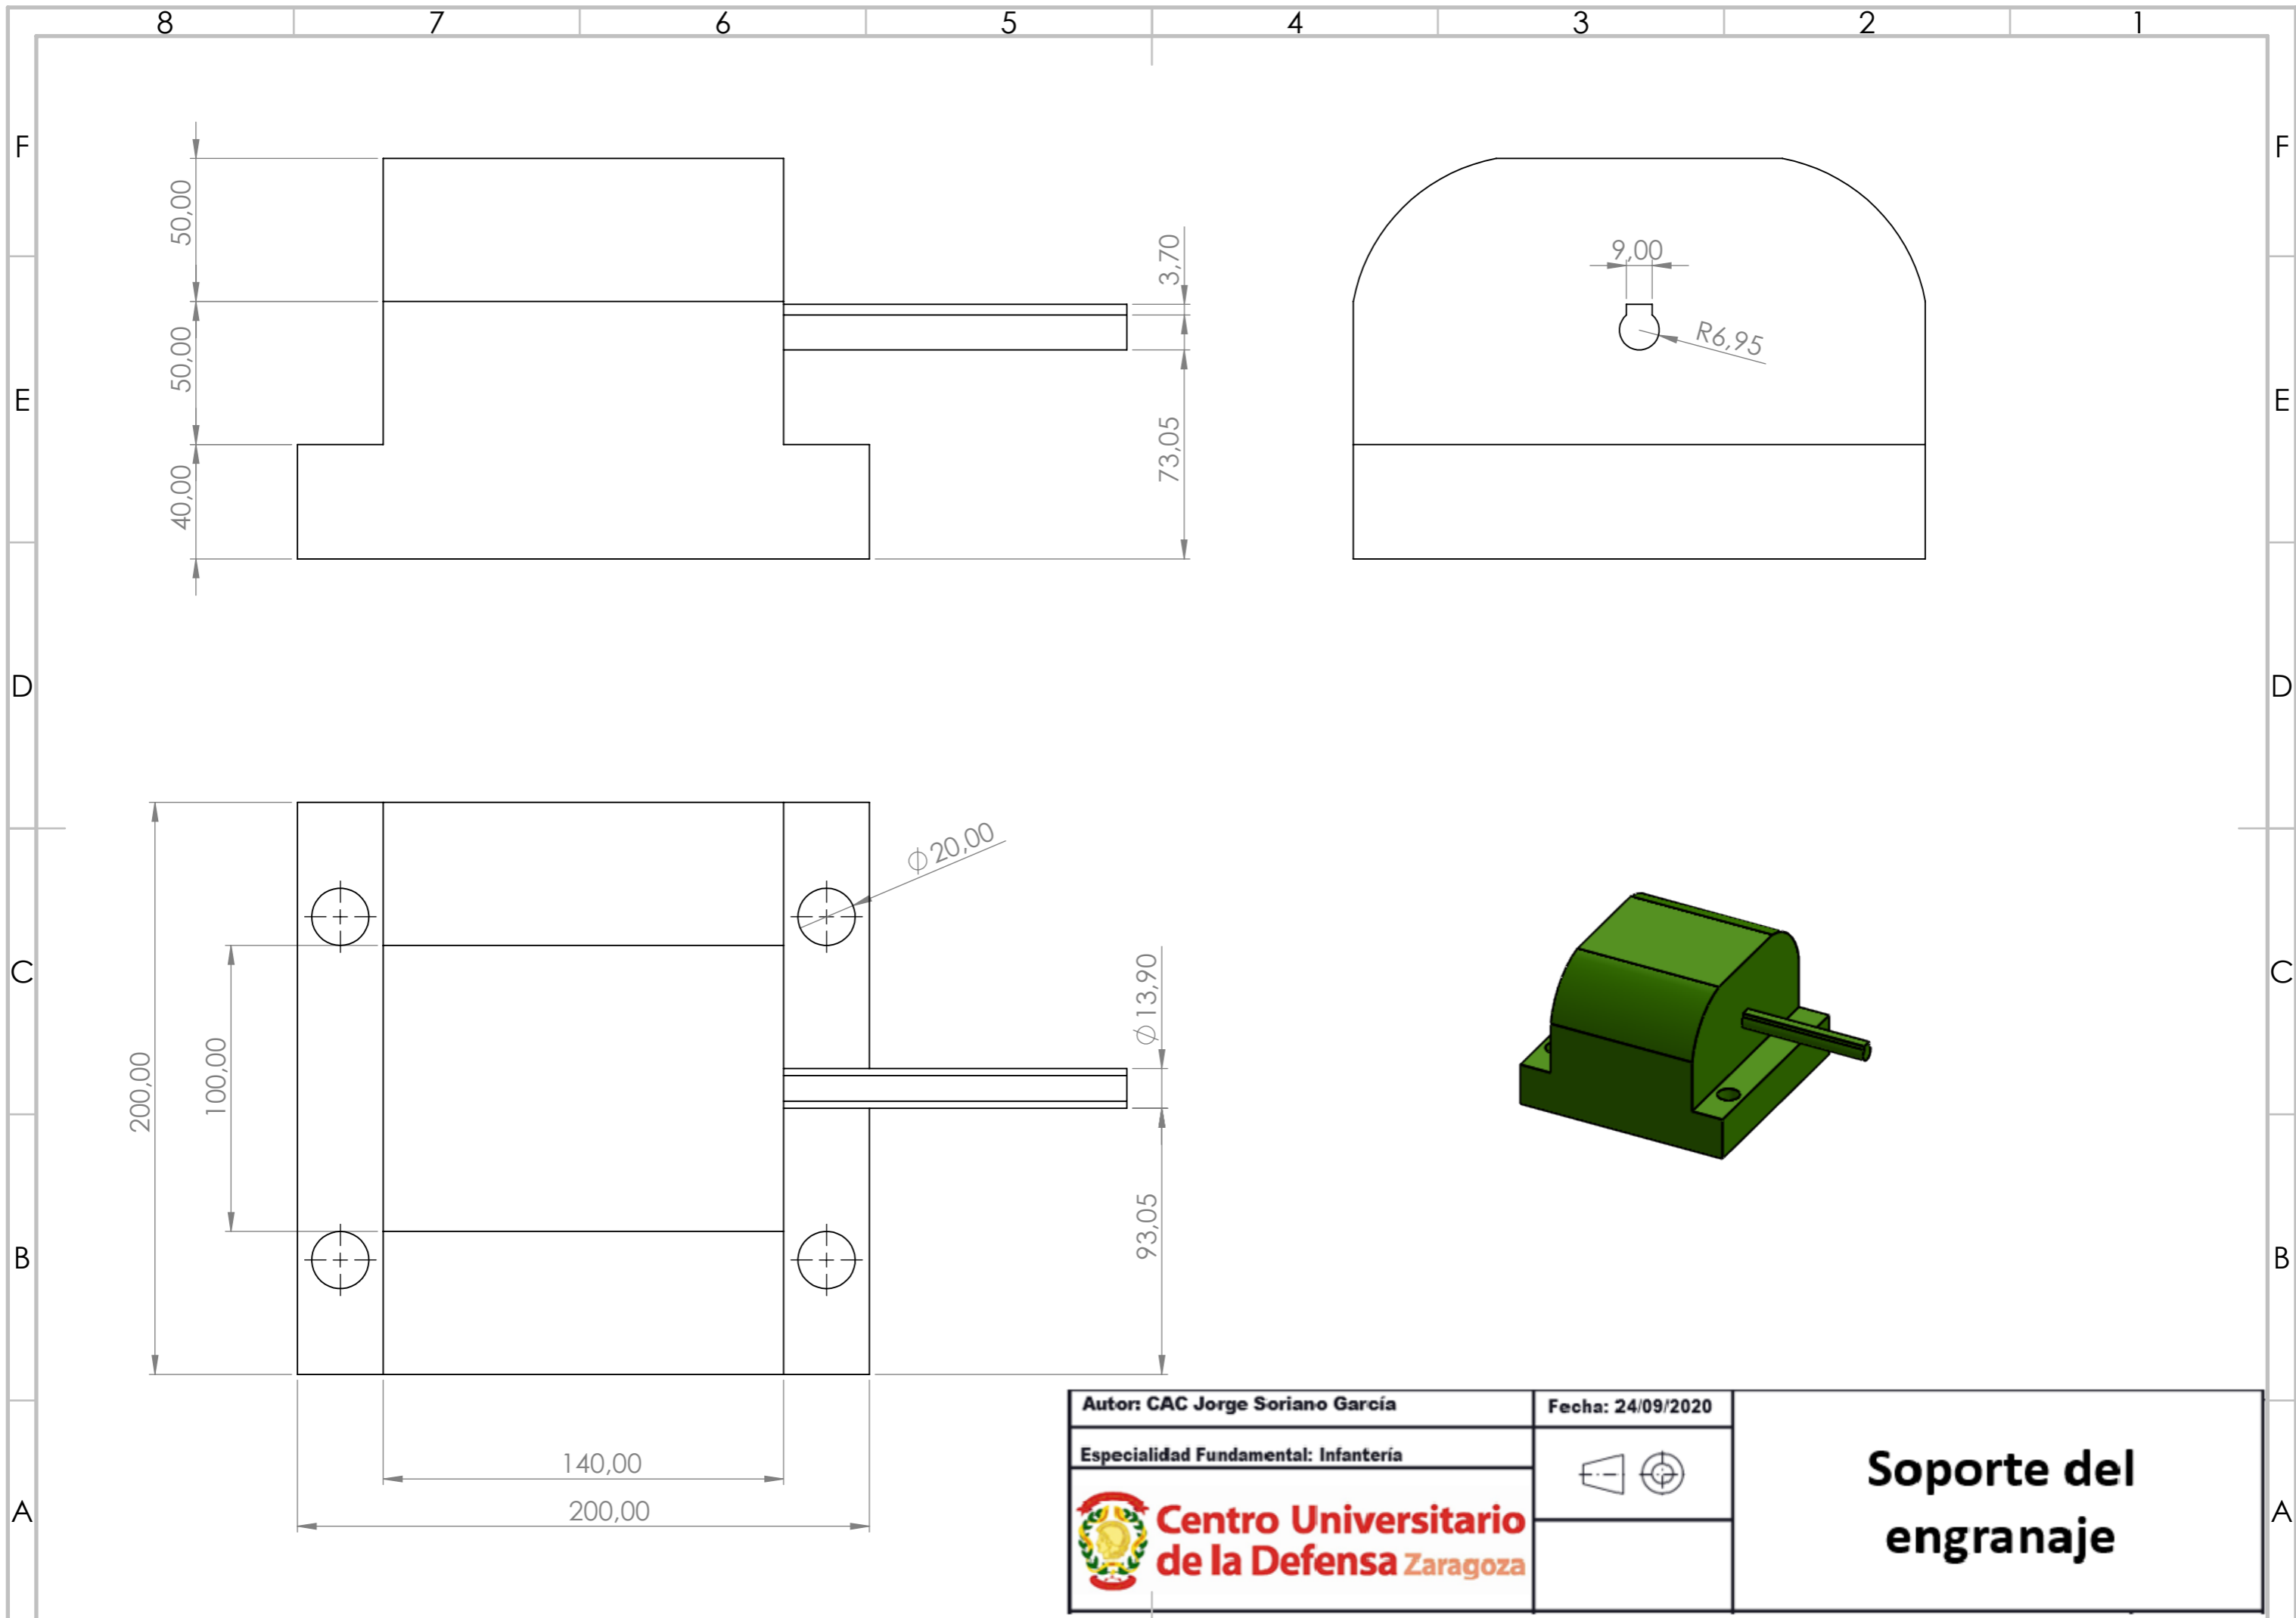 8 7 6 5 4 3 2 1
F F
50,00
3,70
9,00
50,00
R6,95
E E
73,05
40,00
D D
Ø20,00
C C
Ø13,90
100,00
200,00
93,05
B B
140,00
200,00
A A
Autor: CAC Jorge Soriano García
Fecha: 24/09/2020
Especialidad Fundamental: Infantería
Centro Universitario
de la Defensa Zaragoza
Soporte del
engranaje